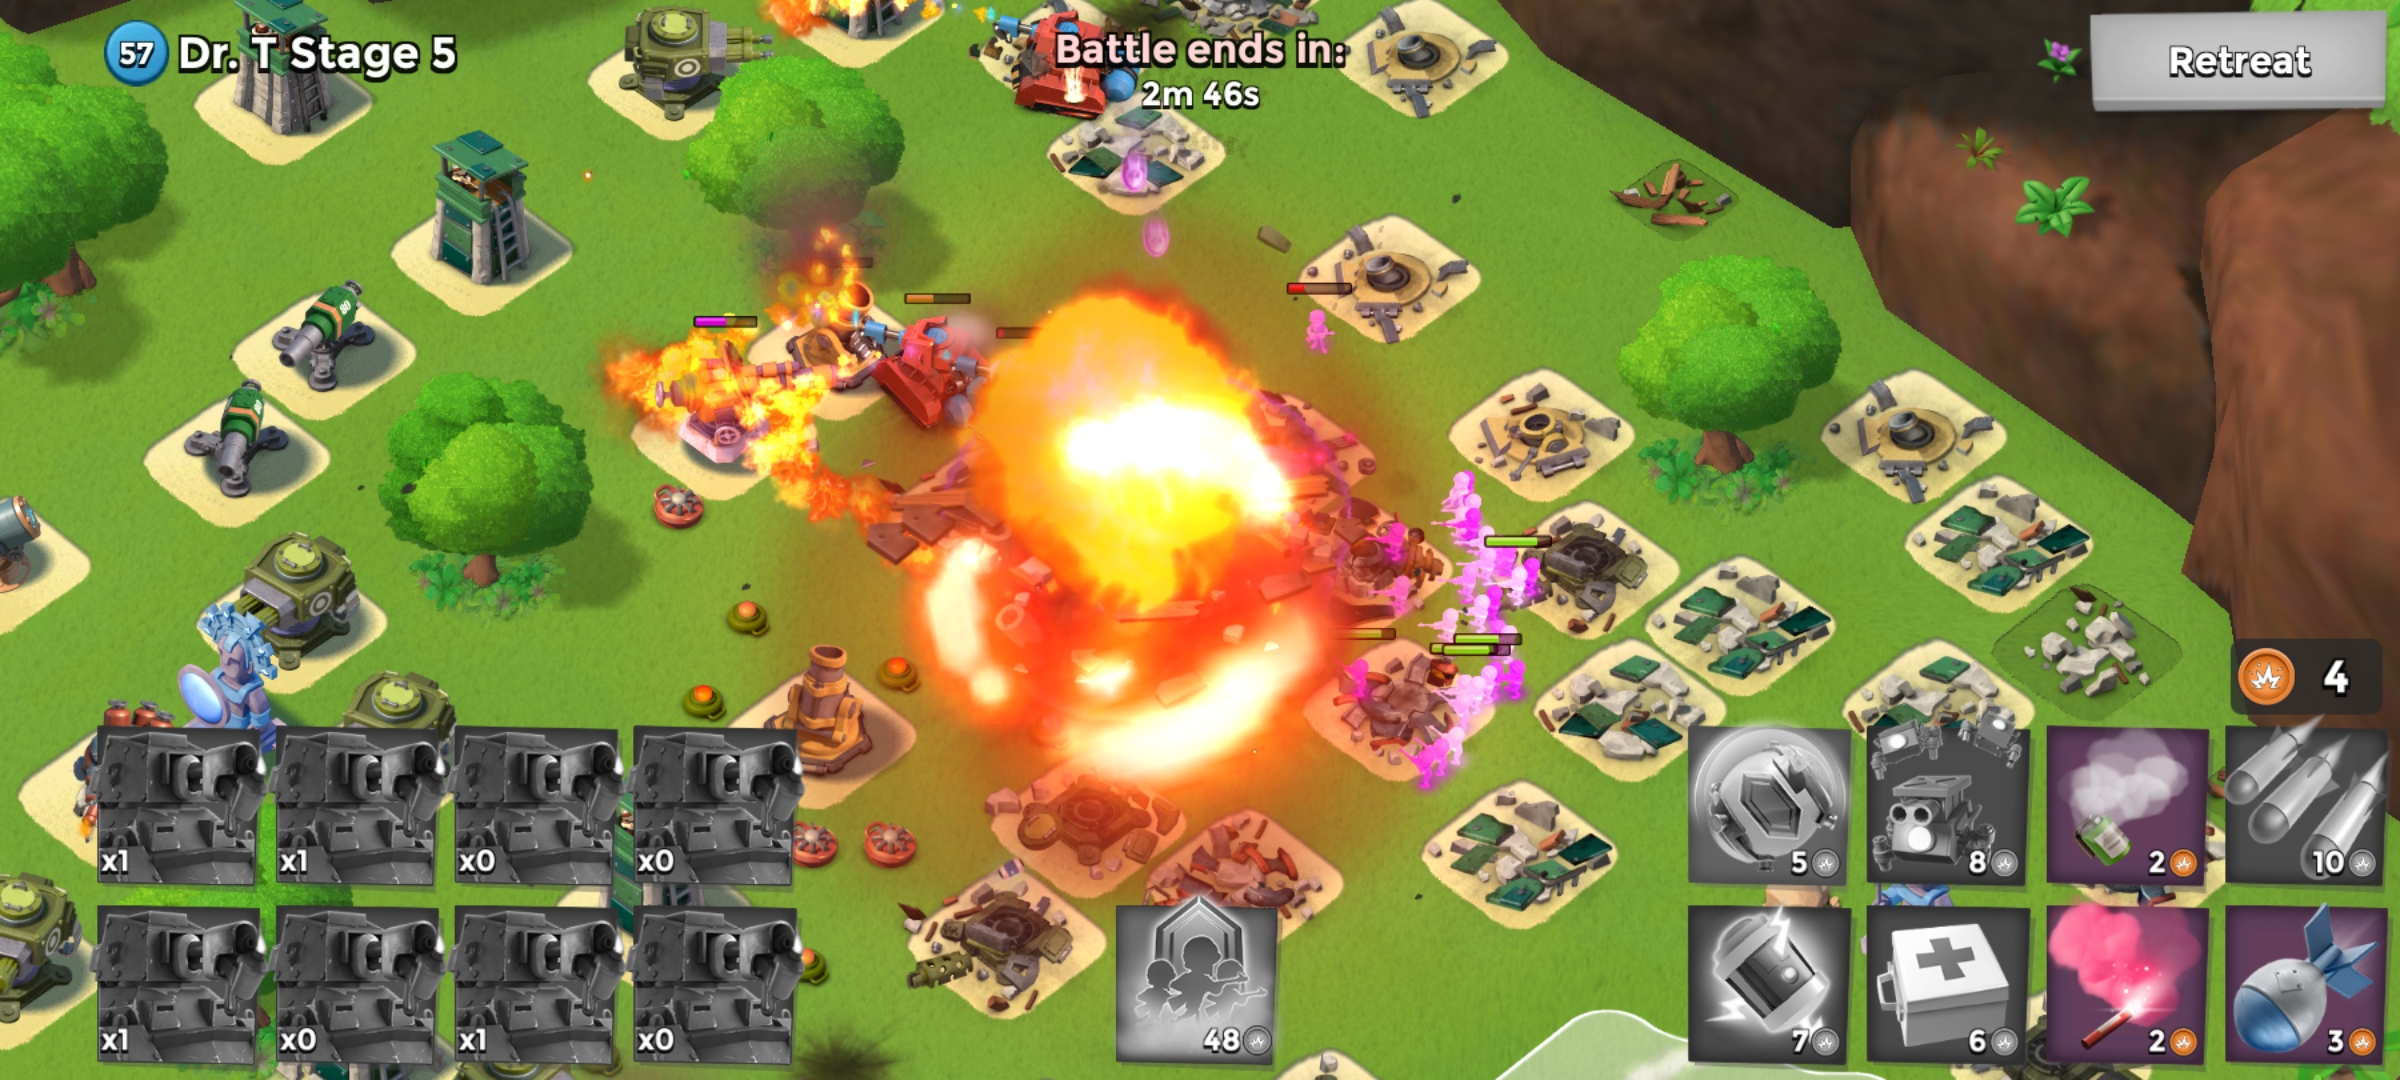 57 Dr. T Stage 5
Battle ends in:
2m 46s
Retreat
4
x1 x1 x0 x0
5 8 2 10
x1 x0 x1 x0
48
7 6 2 3